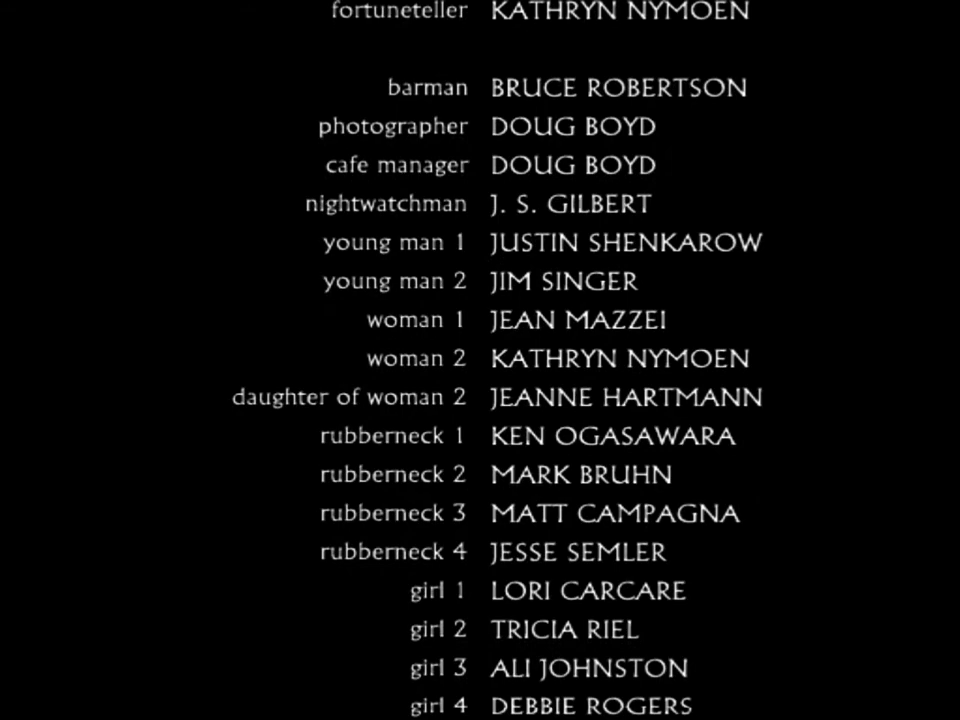 fortuneteller KATHRYN NYMOEN
barman BRUCE ROBERTSON
photographer DOUG BOYD
cafe manager DOUG BOYD
nightwatchman J. S. GILBERT
young man 1 JUSTIN SHENKAROW
young man 2 JIM SINGER
woman 1 JEAN MAZZEI
woman 2 KATHRYN NYMOEN
daughter of woman 2 JEANNE HARTMANN
rubberneck 1 KEN OGASAWARA
rubberneck 2 MARK BRUHN
rubberneck 3 MATT CAMPAGNA
rubberneck 4 JESSE SEMLER
girl 1 LORI CARCARE
girl 2 TRICIA RIEL
girl 3 ALI JOHNSTON
girl 4 DEBBIE ROGERS